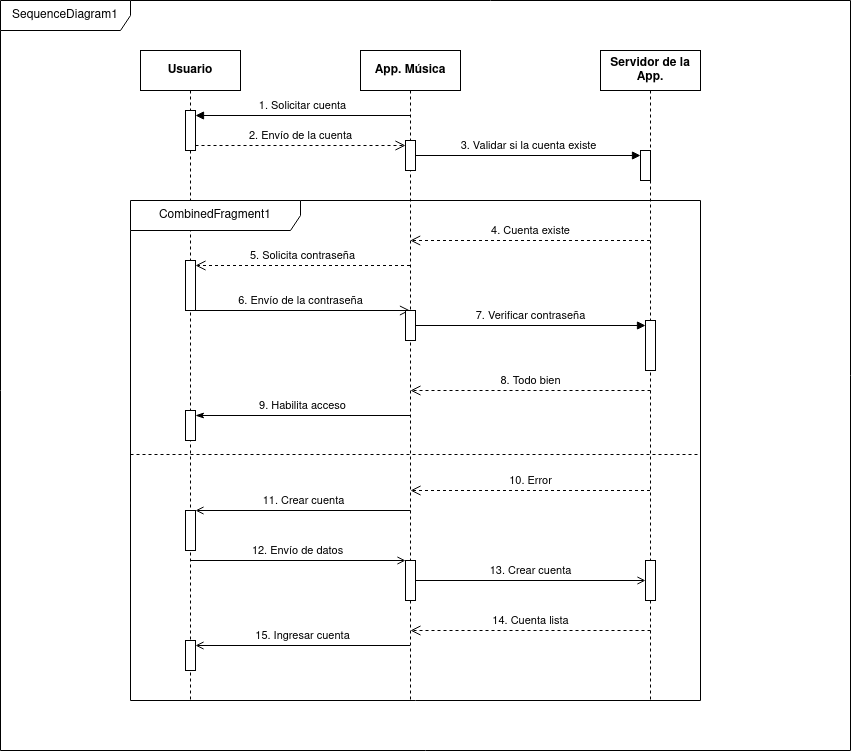 SequenceDiagram1
Usuario
App. Música
Servidor de la
App.
1. Solicitar cuenta
2. Envío de la cuenta
3. Validar si la cuenta existe
CombinedFragment1
4. Cuenta existe
5. Solicita contraseña
6. Envío de la contraseña
7. Verificar contraseña
8. Todo bien
9. Habilita acceso
10. Error
11. Crear cuenta
12. Envío de datos
13. Crear cuenta
14. Cuenta lista
15. Ingresar cuenta